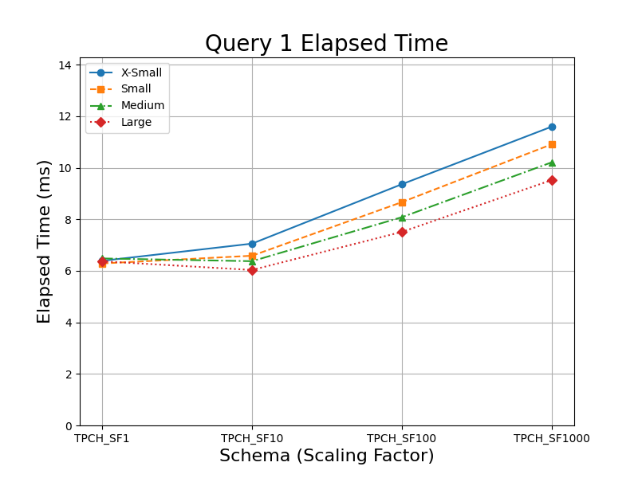 Query 1 Elapsed Time
X-Small
Small
Medium
Large
Elapsed Time (ms)
14
12
10
8
6
4
2
0
TPCH_SF1 TPCH_SF10 TPCH_SF100 TPCH_SF1000
Schema (Scaling Factor)